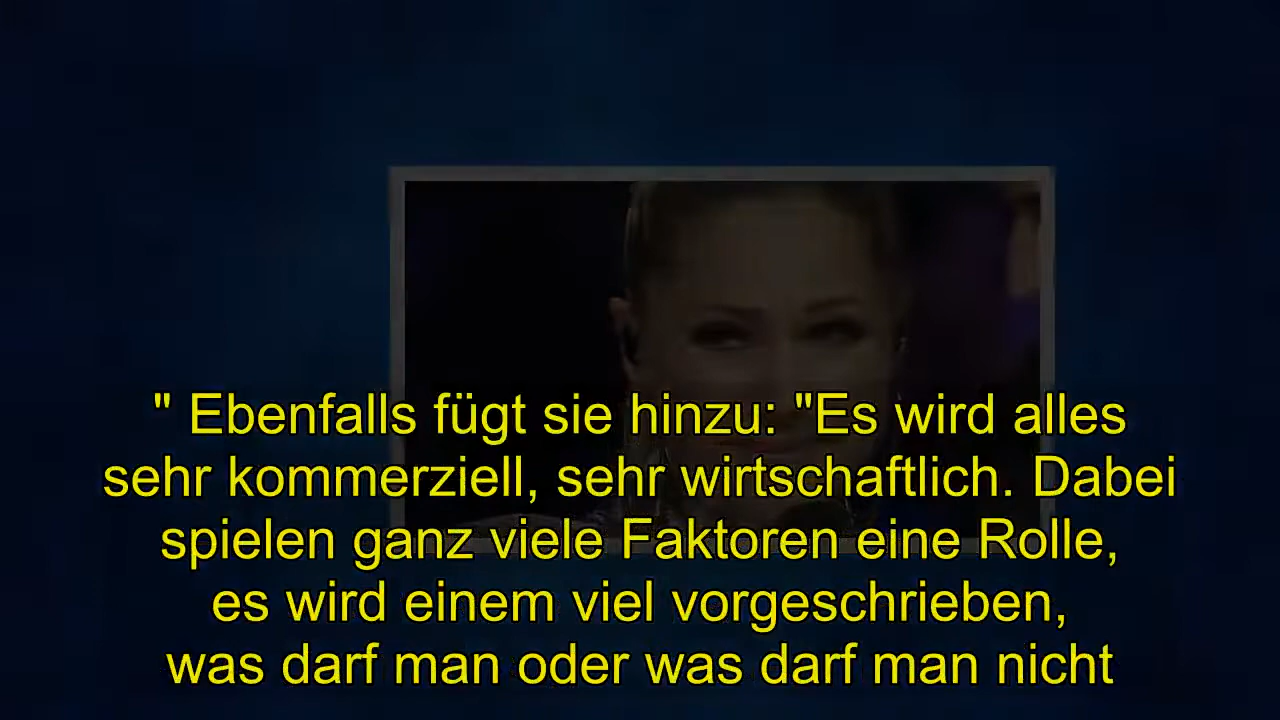 " Ebenfalls fügt sie hinzu: "Es wird alles
sehr kommerziell, sehr wirtschaftlich. Dabei
spielen ganz viele Faktoren eine Rolle,
es wird einem viel vorgeschrieben,
was darf man oder was darf man nicht